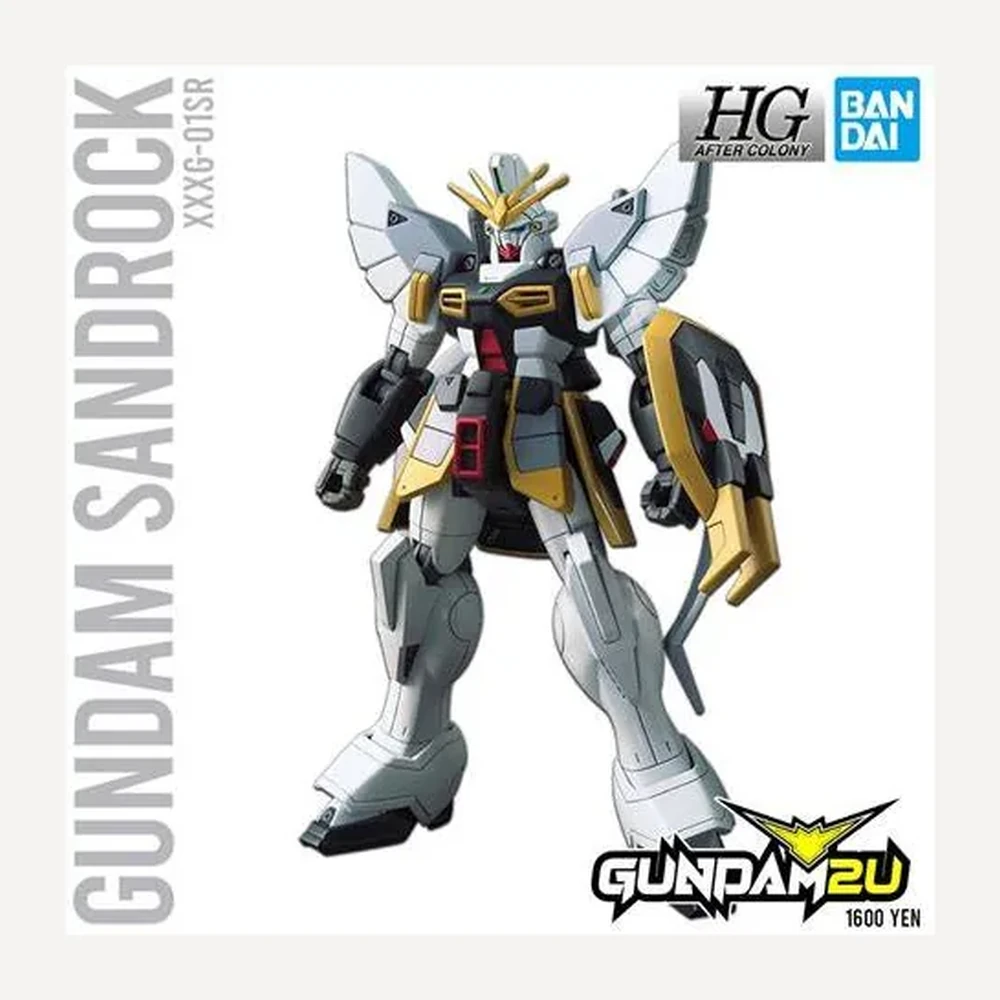 GUNDAM SANDROCK
XXXG-01SR
HG
AFTER COLONY
BAN
DAI
GUNDAM2U
1600 YEN